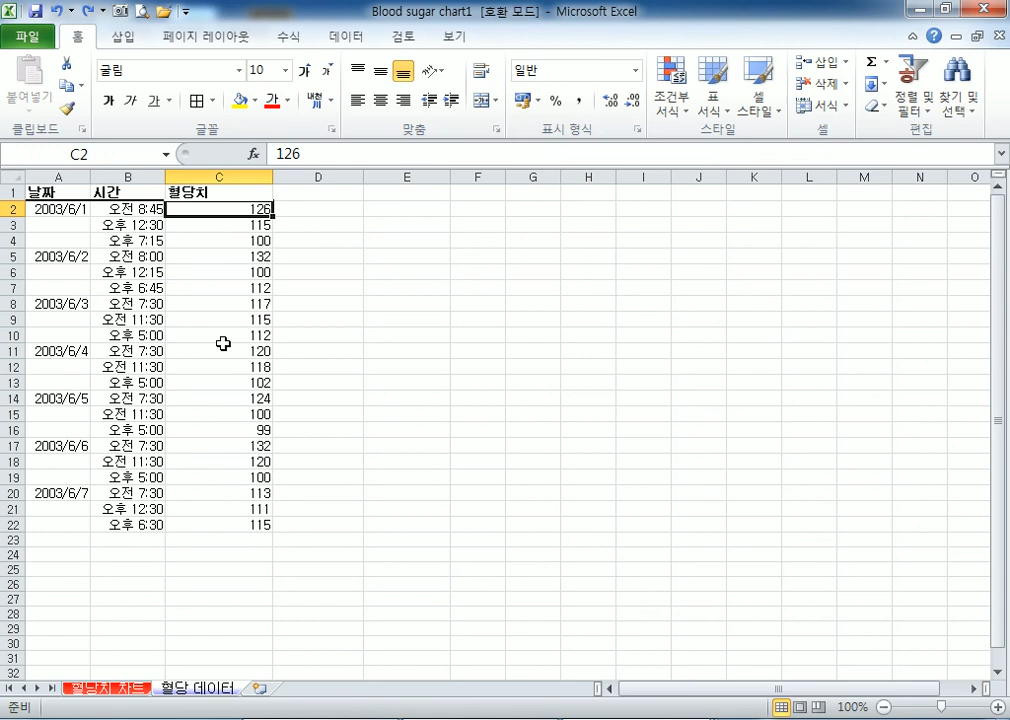 Blood sugar chart1 [호환 모드] - Microsoft Excel
파일 홈 삽입 페이지 레이아웃 수식 데이터 검토 보기
굴림 10 일반
붙여넣기
가 가 가 가 내천
조건부 서식 표 서식 셀 스타일
삽입
삭제
서식
정렬 및 필터 찾기 및 선택
클립보드 글꼴 맞춤 표시 형식 스타일 셀 편집
C2 fx 126
A B C D E F G H I J K L M N O
1 날짜 시간 혈당치
2 2003/6/1 오전 8:45 126
3 오후 12:30 115
4 오후 7:15 100
5 2003/6/2 오전 8:00 132
6 오후 12:15 100
7 오후 6:45 112
8 2003/6/3 오전 7:30 117
9 오전 11:30 115
10 오후 5:00 112
11 2003/6/4 오전 7:30 120
12 오전 11:30 118
13 오후 5:00 102
14 2003/6/5 오전 7:30 124
15 오전 11:30 100
16 오후 5:00 99
17 2003/6/6 오전 7:30 132
18 오전 11:30 120
19 오후 5:00 100
20 2003/6/7 오전 7:30 113
21 오후 12:30 111
22 오후 6:30 115
23
24
25
26
27
28
29
30
31
32
혈당치 차트 혈당 데이터
준비 100%